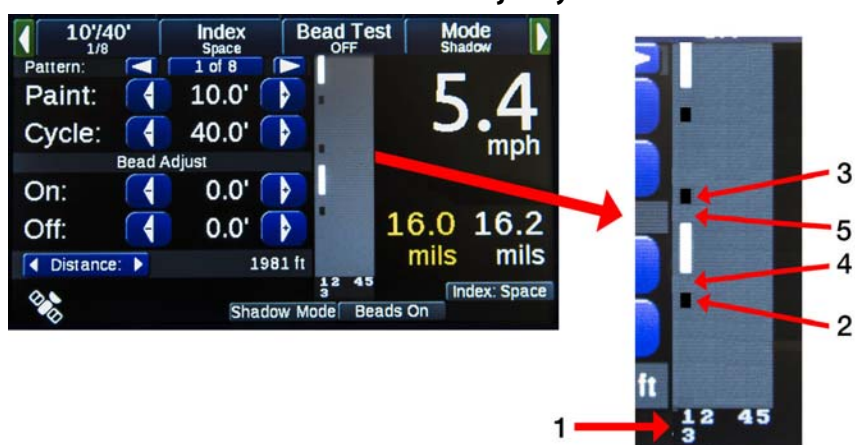 10'/40'
1/8
Index
Space
Bead Test
OFF
Mode
Shadow
Pattern: 1 of 8
Paint: - 10.0' +
Cycle: - 40.0' +
Bead Adjust
On: - 0.0' +
Off: - 0.0' +
Distance: 1981 ft
5.4
mph
16.0 16.2
mils mils
12 45
3
Index: Space
Shadow Mode Beads On
3
5
4
2
ft
12 45
1
3